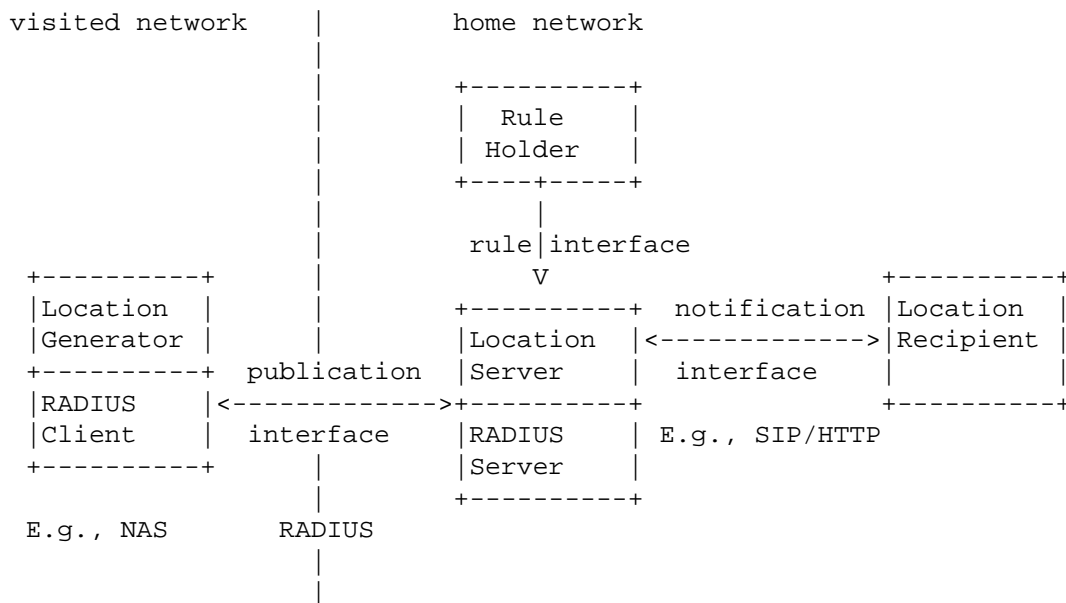 visited network | home network
|
| +----------+
| | Rule |
| | Holder |
| +----+-----+
| |
| rule|interface
+----------+ | V +----------+
|Location | | +----------+ notification |Location |
|Generator | | |Location |<------------->|Recipient |
+----------+ publication |Server | interface | |
|RADIUS |<------------->+----------+ +----------+
|Client | interface |RADIUS | E.g., SIP/HTTP
+----------+ | |Server |
| +----------+
E.g., NAS RADIUS
|
|